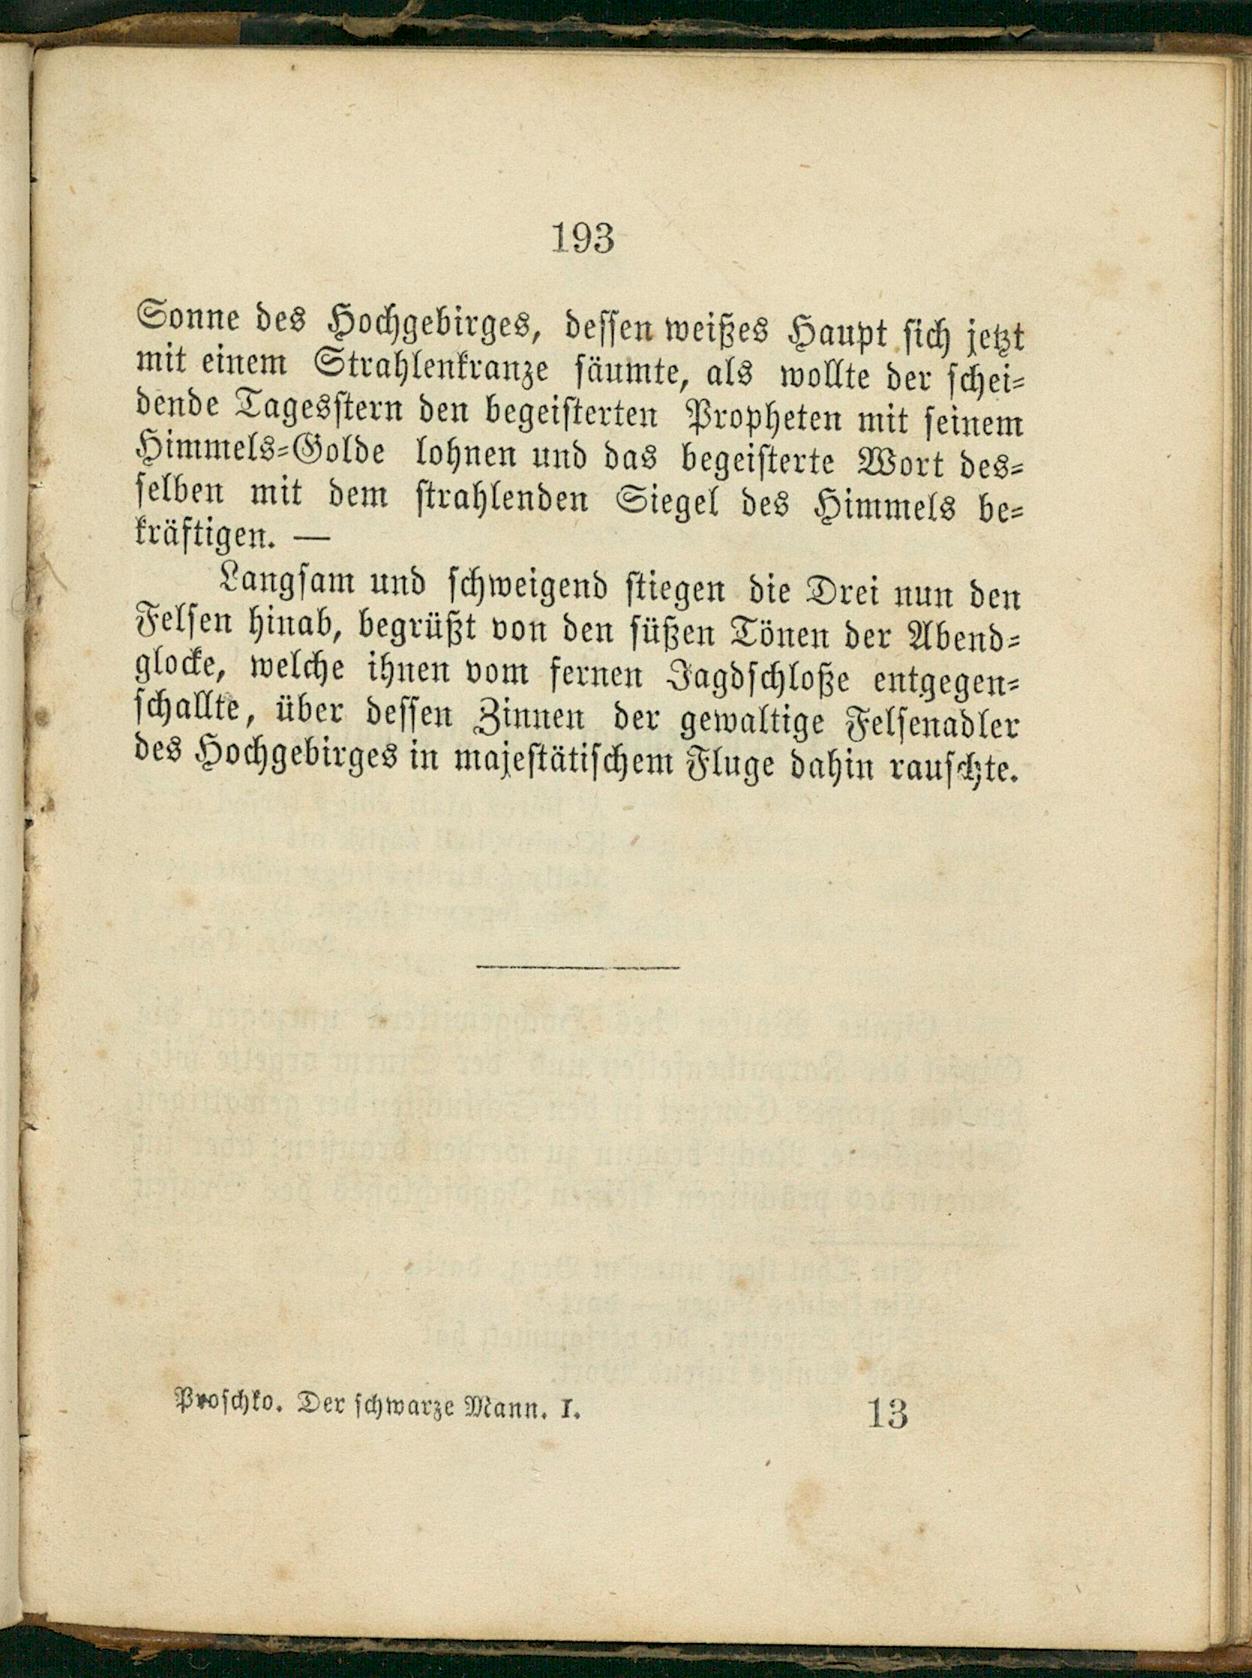 193
Sonne des Hochgebirges, dessen weißes Haupt sich jetzt
mit einem Strahlenkranze säumte, als wollte der schei-
dende Tagesstern den begeisterten Propheten mit seinem
Himmels-Golde lohnen und das begeisterte Wort des-
selben mit dem strahlenden Siegel des Himmels be-
kräftigen. —
Langsam und schweigend stiegen die Drei nun den
Felsen hinab, begrüßt von den süßen Tönen der Abend-
glocke, welche ihnen vom fernen Jagdschloße entgegen-
schallte, über dessen Zinnen der gewaltige Felsenadler
des Hochgebirges in majestätischem Fluge dahin rauschte.
Proschko. Der schwarze Mann. I. 13